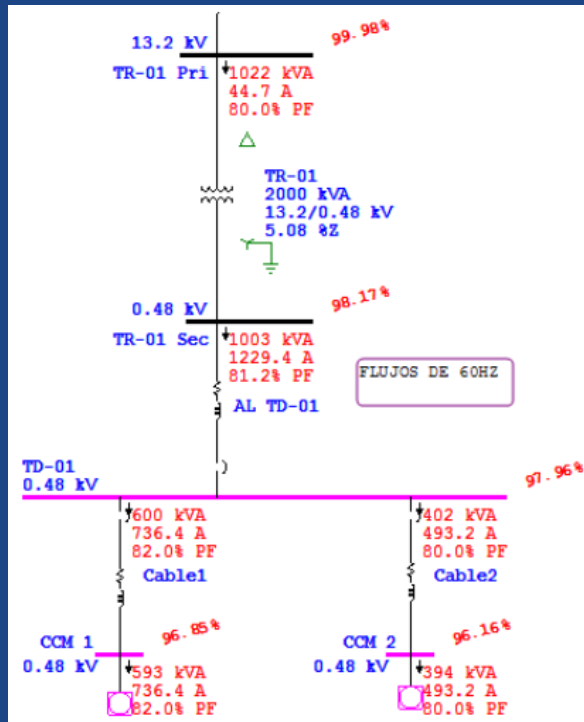 99.98%
13.2 kV
TR-01 Pri
1022 kVA
44.7 A
80.0% PF
TR-01
2000 kVA
13.2/0.48 kV
5.08 %Z
98.17%
0.48 kV
TR-01 Sec
1003 kVA
1229.4 A
81.2% PF
FLUJOS DE 60HZ
AL TD-01
97.96%
TD-01
0.48 kV
600 kVA
736.4 A
82.0% PF
Cable1
402 kVA
493.2 A
80.0% PF
Cable2
96.85%
CCM 1
0.48 kV
593 kVA
736.4 A
82.0% PF
96.16%
CCM 2
0.48 kV
394 kVA
493.2 A
80.0% PF